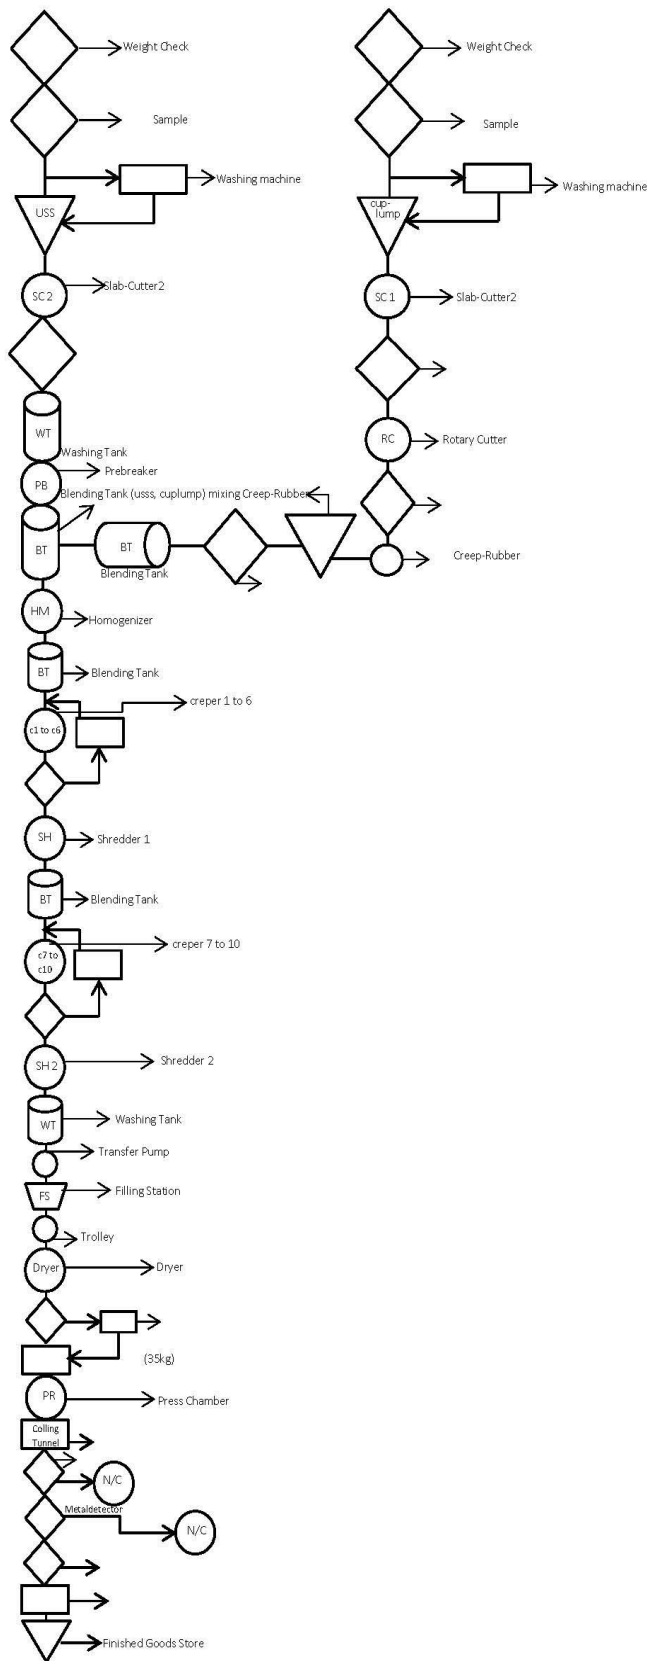 Weight Check
Weight Check
Sample
Sample
Washing machine
Washing machine
USS
cup-
lump
SC 2
Slab-Cutter2
SC 1
Slab-Cutter2
WT
Washing Tank
RC
Rotary Cutter
PB
Prebreaker
Blending Tank (usss, cuplump) mixing Creep-Rubber
BT
BT
Blending Tank
Creep-Rubber
HM
Homogenizer
BT
Blending Tank
creper 1 to 6
c1 to c6
SH
Shredder 1
BT
Blending Tank
creper 7 to 10
c7 to
c10
SH 2
Shredder 2
WT
Washing Tank
Transfer Pump
FS
Filling Station
Trolley
Dryer
Dryer
(35kg)
PR
Press Chamber
Colling
Tunnel
N/C
Metaldetector
N/C
Finished Goods Store